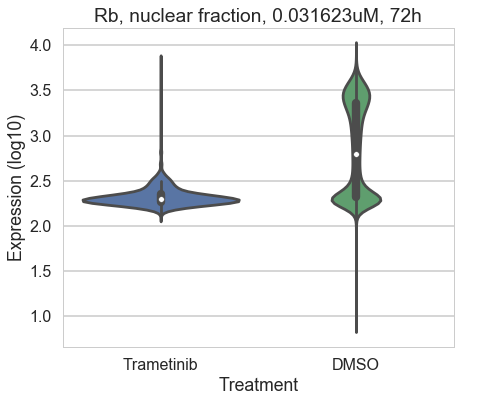 Rb, nuclear fraction, 0.031623uM, 72h
4.0
3.5
3.0
2.5
2.0
1.5
1.0
Expression (log10)
Trametinib DMSO
Treatment